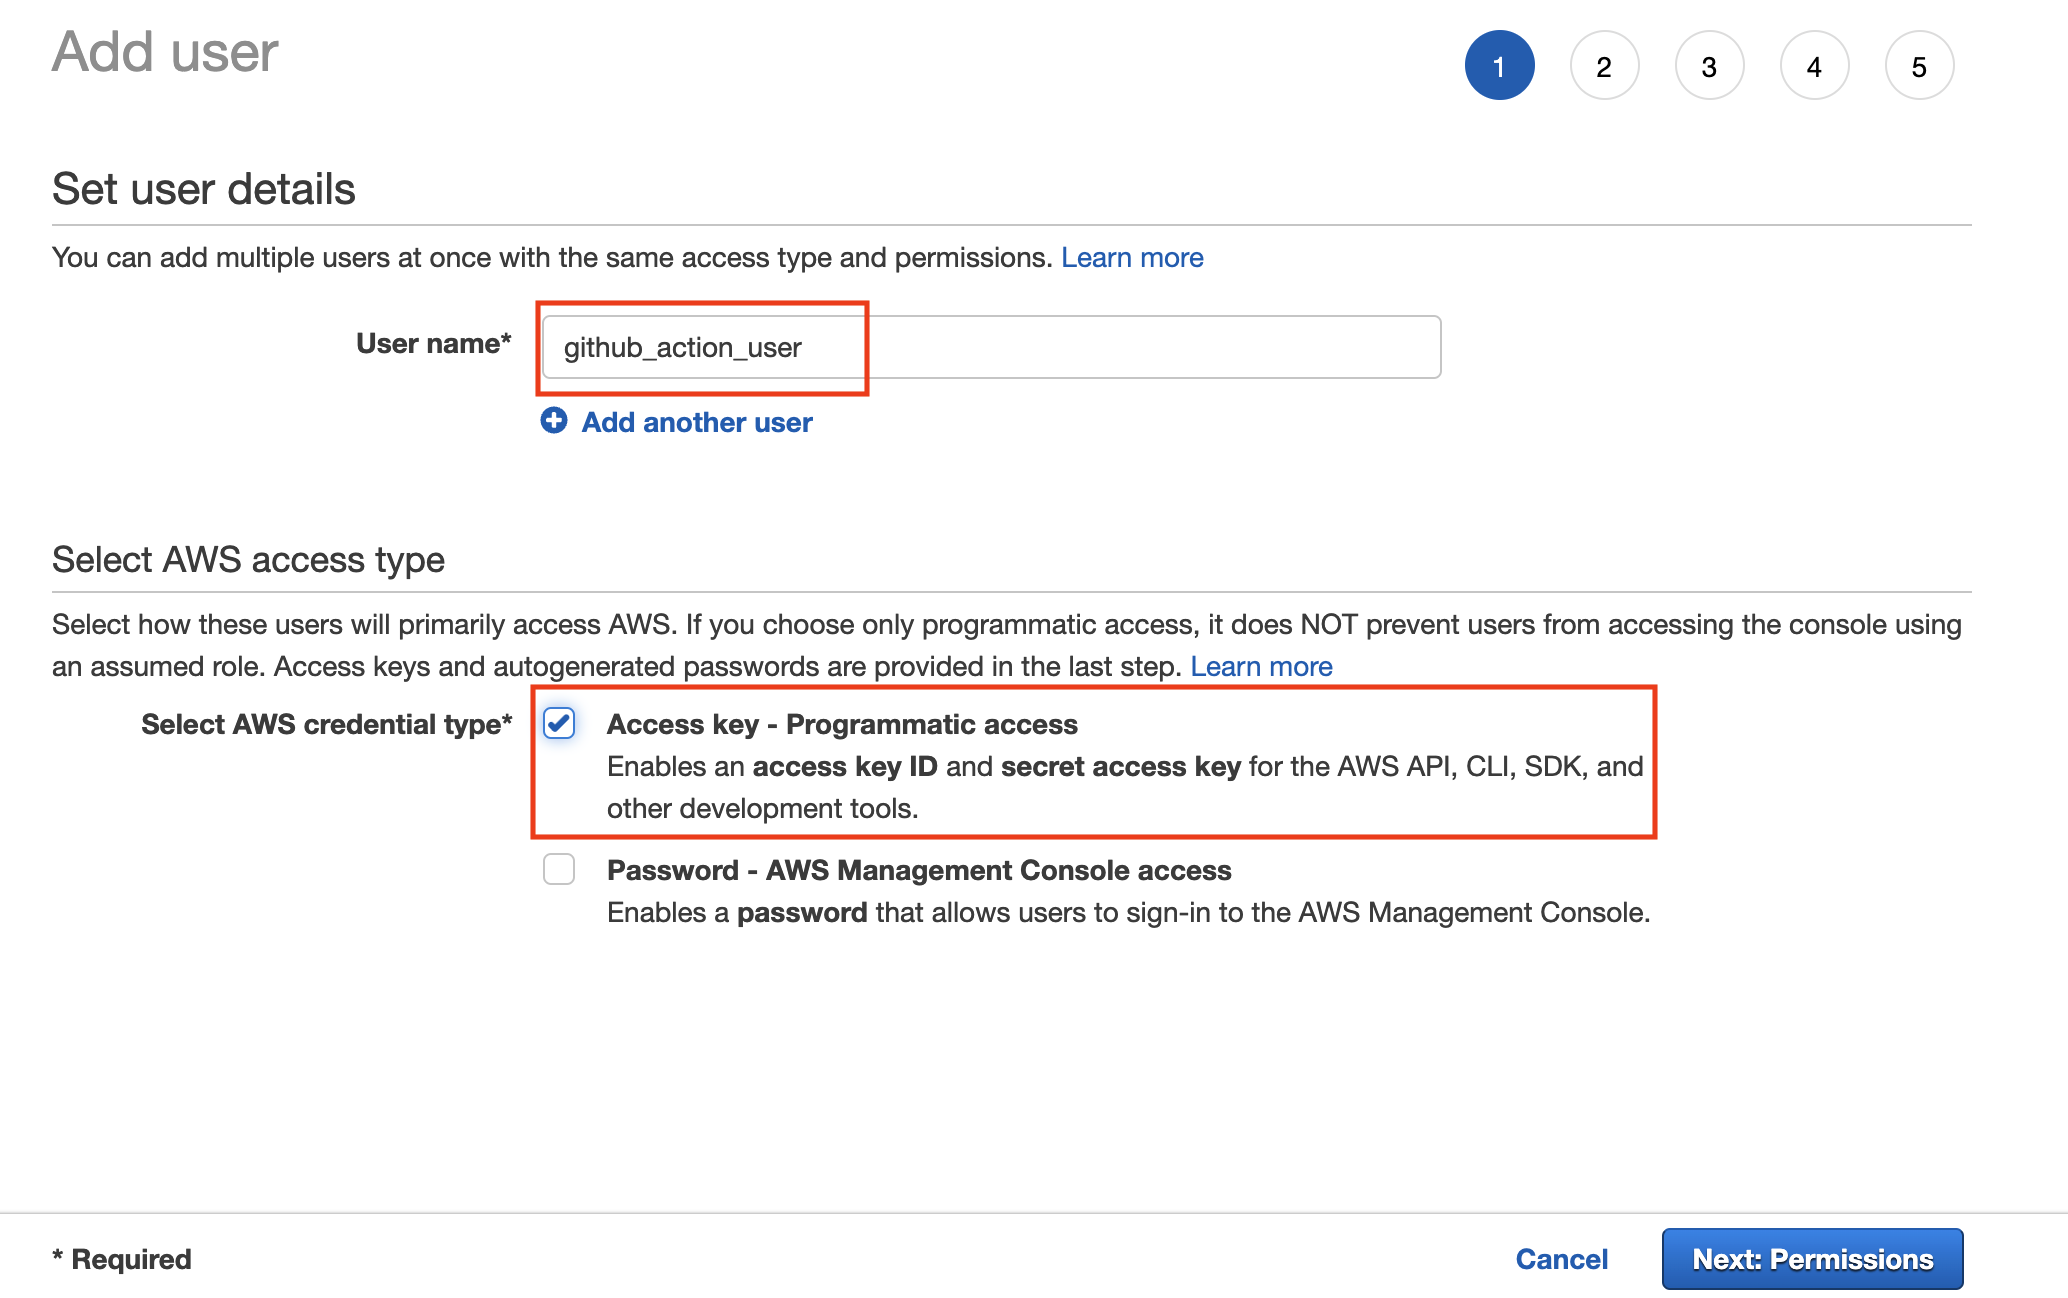 Add user
1 2 3 4 5
Set user details
You can add multiple users at once with the same access type and permissions. Learn more
User name* github_action_user
Add another user
Select AWS access type
Select how these users will primarily access AWS. If you choose only programmatic access, it does NOT prevent users from accessing the console using
an assumed role. Access keys and autogenerated passwords are provided in the last step. Learn more
Select AWS credential type* Access key - Programmatic access
Enables an access key ID and secret access key for the AWS API, CLI, SDK, and
other development tools.
Password - AWS Management Console access
Enables a password that allows users to sign-in to the AWS Management Console.
* Required Cancel Next: Permissions